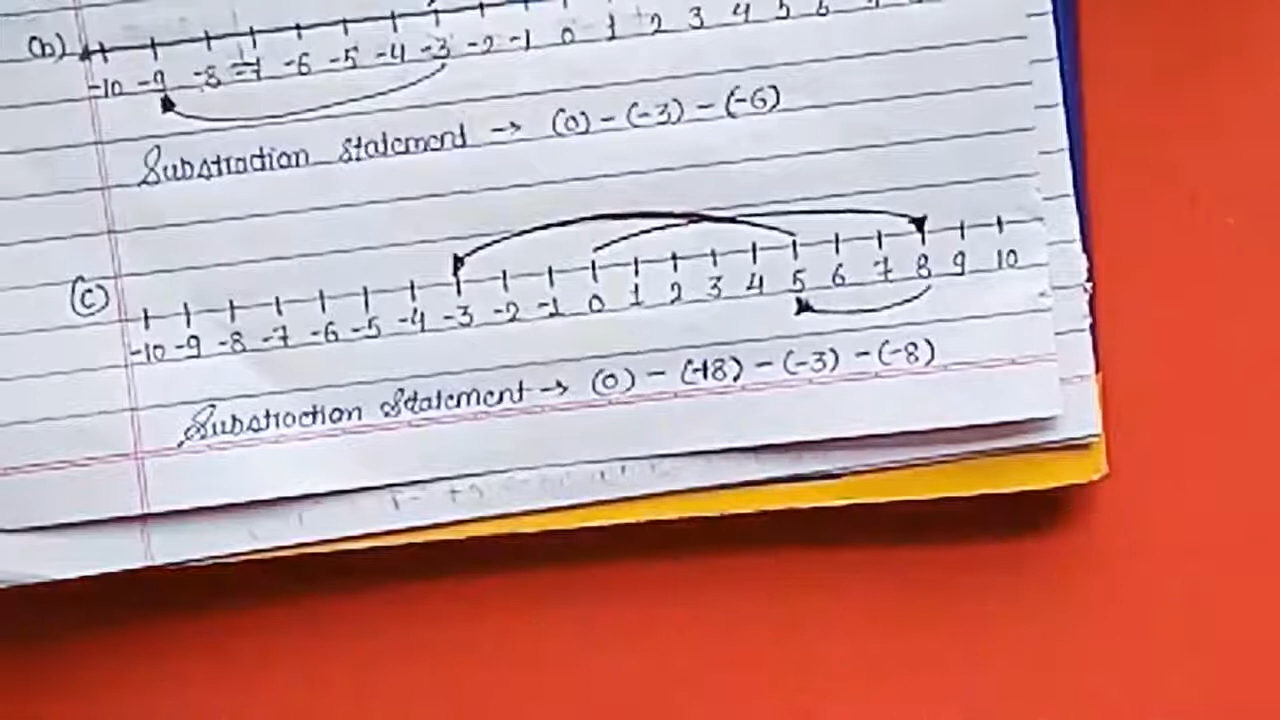 (b)
-10 -9 -8 -7 -6 -5 -4 -3 -2 -1 0 1 2 3 4 5 6
Substraction statement → (0) - (-3) - (-6)
(c)
-10 -9 -8 -7 -6 -5 -4 -3 -2 -1 0 1 2 3 4 5 6 7 8 9 10
Substraction statement → (0) - (+8) - (-3) - (-8)